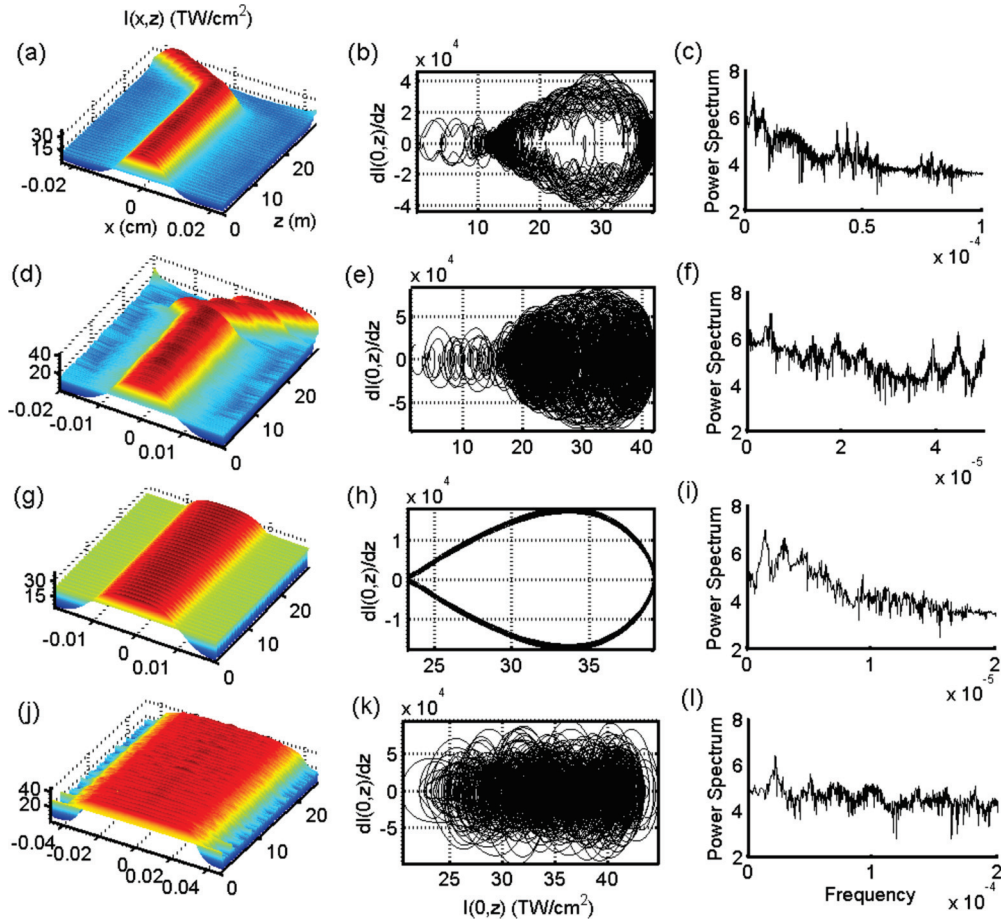 I(x,z) (TW/cm²)
(a)
30
15
-0.02
0
x (cm)
0.02
0
10
z (m)
20
(b)
x 10⁴
dI(0,z)/dz
4
2
0
-2
-4
10
20
30
(c)
Power Spectrum
8
6
4
2
0.5
1
x 10⁻⁴
(d)
40
20
-0.02
-0.01
0
0.01
0
10
20
(e)
x 10⁴
dI(0,z)/dz
5
0
-5
10
20
30
40
(f)
Power Spectrum
8
6
4
2
0
2
4
x 10⁻⁵
(g)
30
15
-0.01
0
0.01
0
10
20
(h)
x 10⁴
dI(0,z)/dz
1
0
-1
25
30
35
(i)
Power Spectrum
8
6
4
2
0
1
2
x 10⁻⁵
(j)
40
20
-0.04
-0.02
0
0.02
0.04
0
10
20
(k)
x 10⁴
dI(0,z)/dz
5
0
-5
25
30
35
40
I(0,z) (TW/cm²)
(l)
Power Spectrum
8
6
4
2
0
1
2
Frequency
x 10⁻⁴